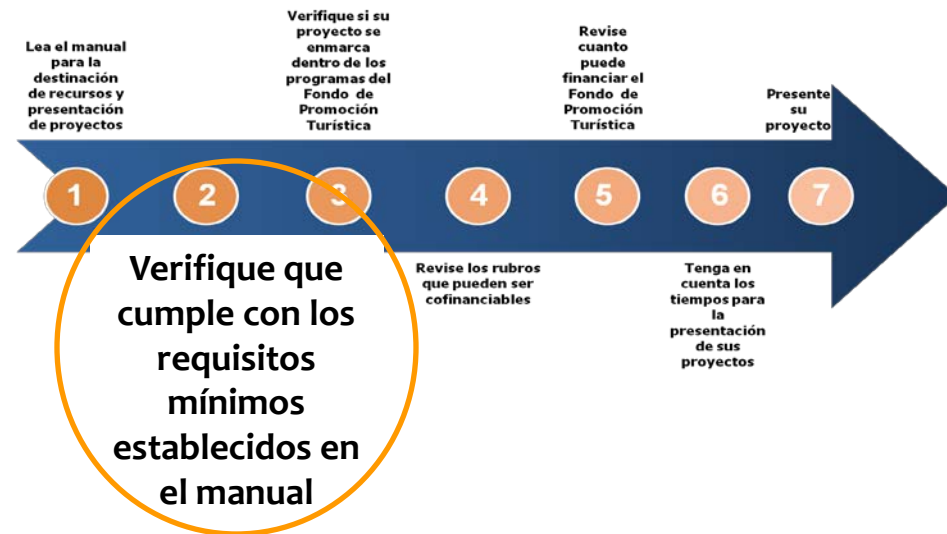 Lea el manual
para la
destinación
de recursos y
presentación
de proyectos
Verifique si su
proyecto se
enmarca
dentro de los
programas del
Fondo de
Promoción
Turística
Revise
cuanto
puede
financiar el
Fondo de
Promoción
Turística
Presente
su
proyecto
1
2
3
4
5
6
7
Verifique que
cumple con los
requisitos
mínimos
establecidos en
el manual
Revise los rubros
que pueden ser
cofinanciables
Tenga en
cuenta los
tiempos para
la
presentación
de sus
proyectos